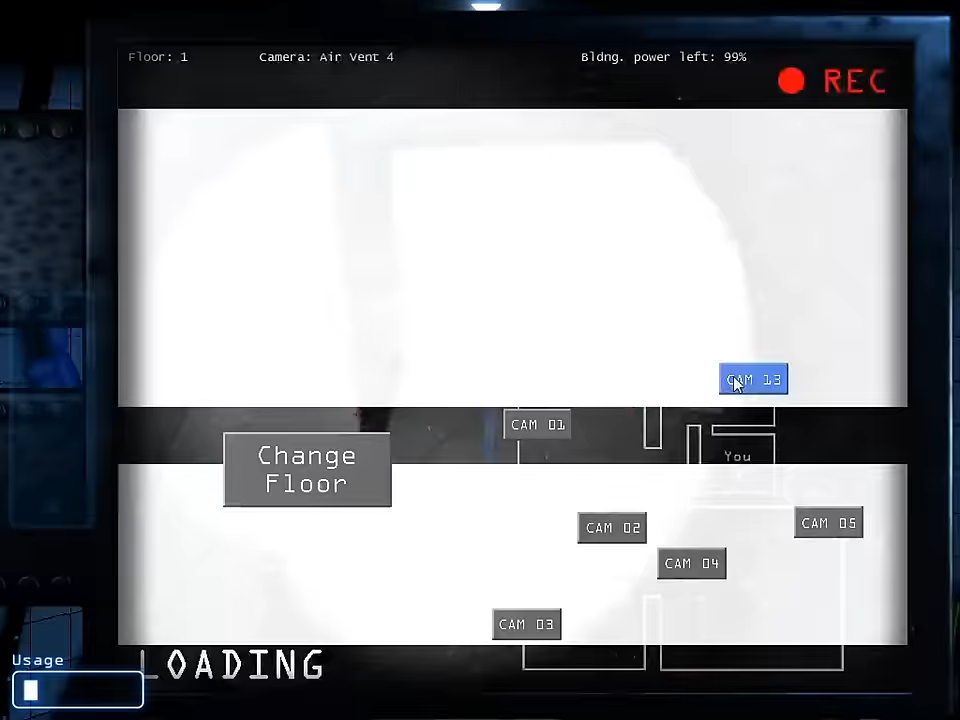 Floor: 1 Camera: Air Vent 4 Bldng. power left: 99%
REC
CAM 13
CAM 01
Change
Floor
You
CAM 02
CAM 05
CAM 04
CAM 03
LOADING
Usage